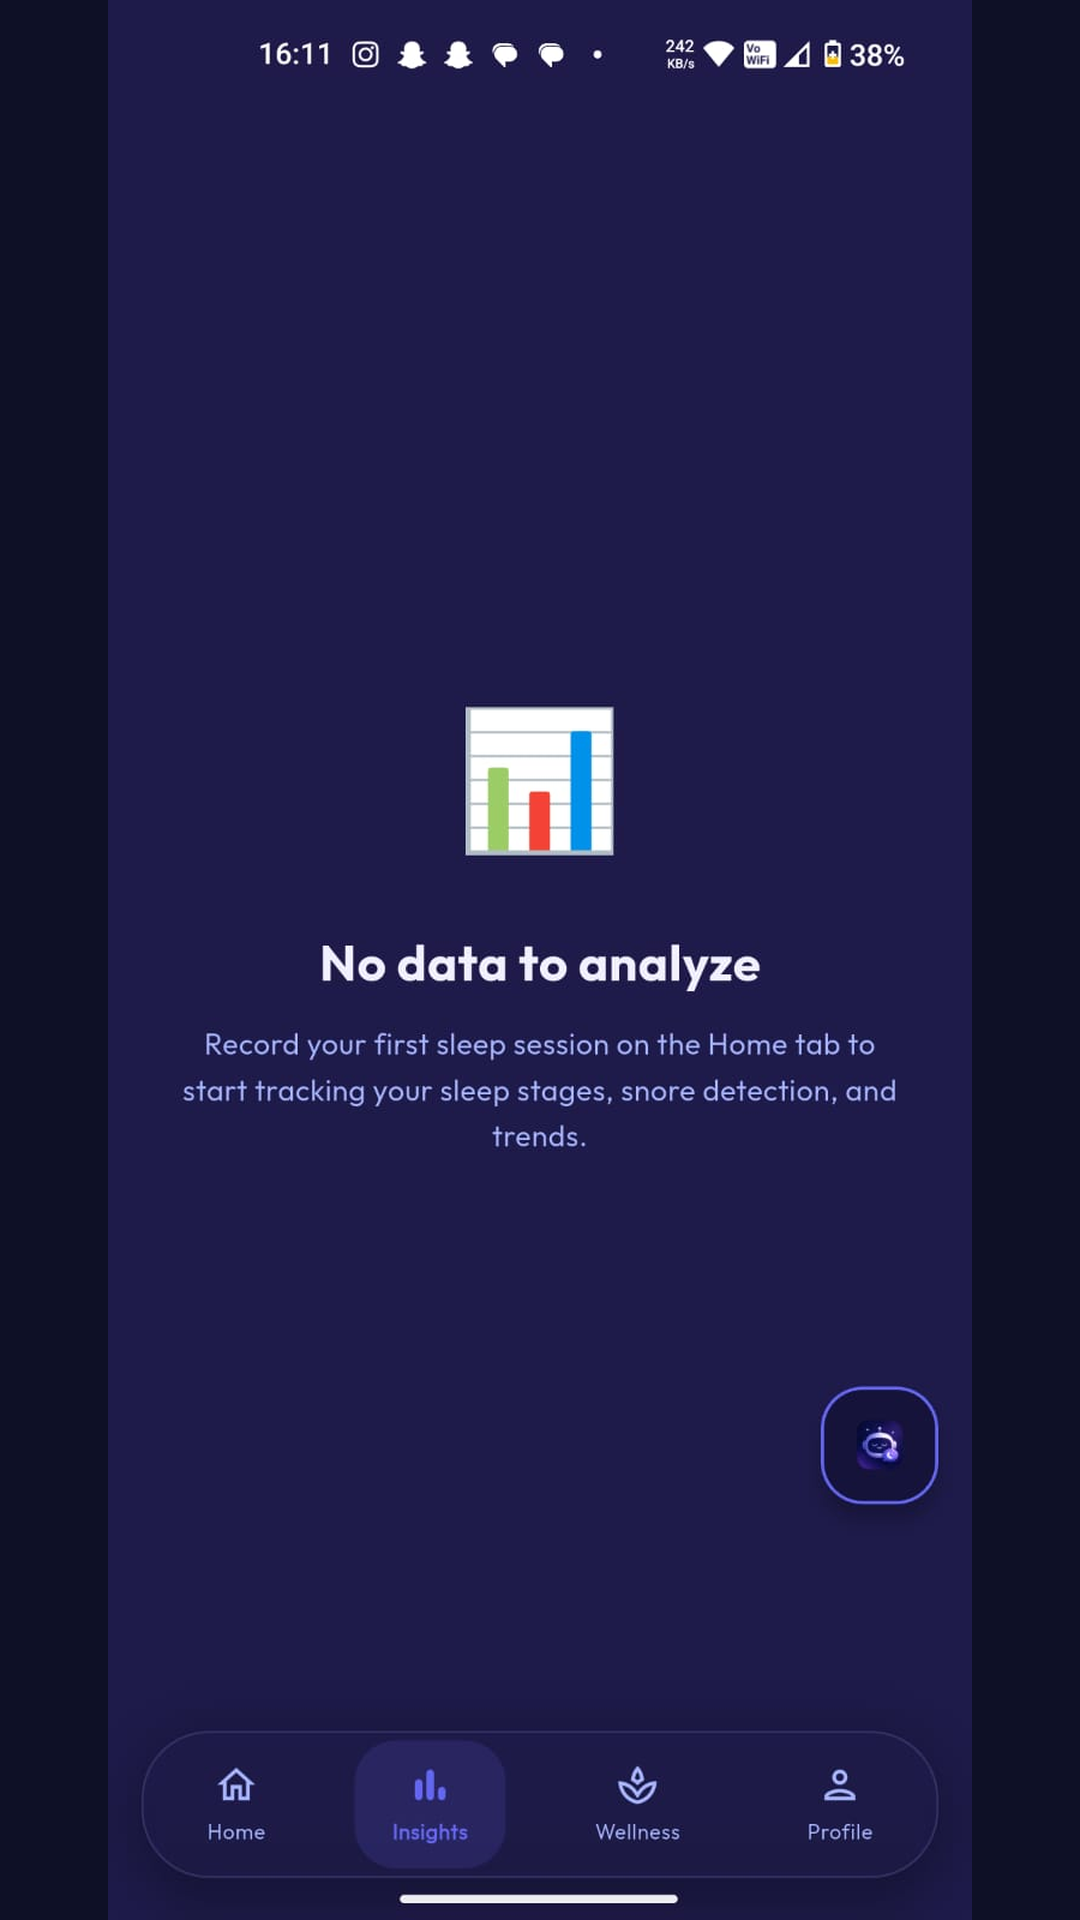 16:11 242 KB/s Vo WiFi 38%
No data to analyze
Record your first sleep session on the Home tab to
start tracking your sleep stages, snore detection, and
trends.
Home Insights Wellness Profile